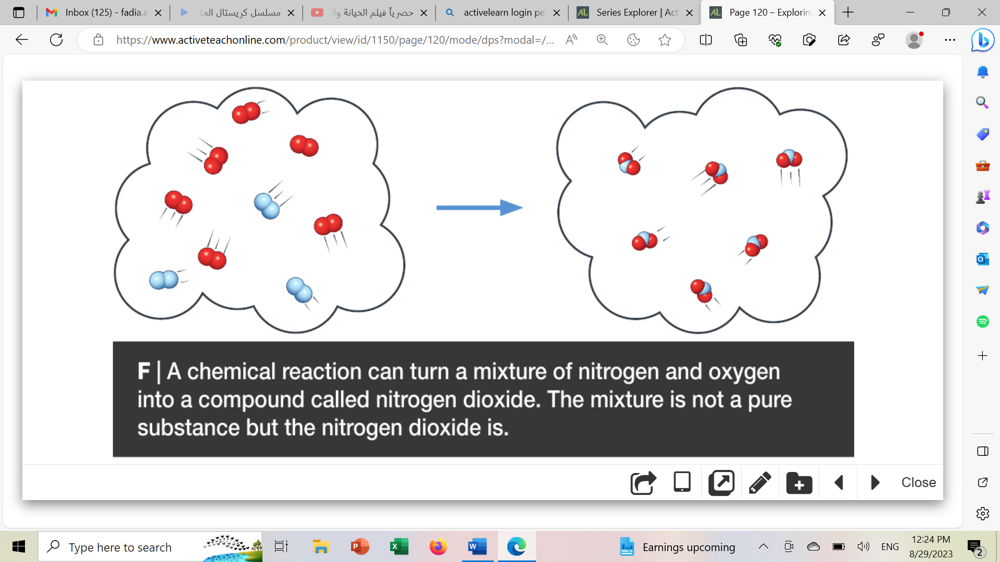 Inbox (125) - fadia.a
مسلسل كريستال الحا
حصرياً فيلم الخيانة وا
activelearn login pe
Series Explorer | Act
Page 120 – Explorin
https://www.activeteachonline.com/product/view/id/1150/page/120/mode/dps?modal=/...
F | A chemical reaction can turn a mixture of nitrogen and oxygen
into a compound called nitrogen dioxide. The mixture is not a pure
substance but the nitrogen dioxide is.
Close
Type here to search
Earnings upcoming
ENG
12:24 PM
8/29/2023
2